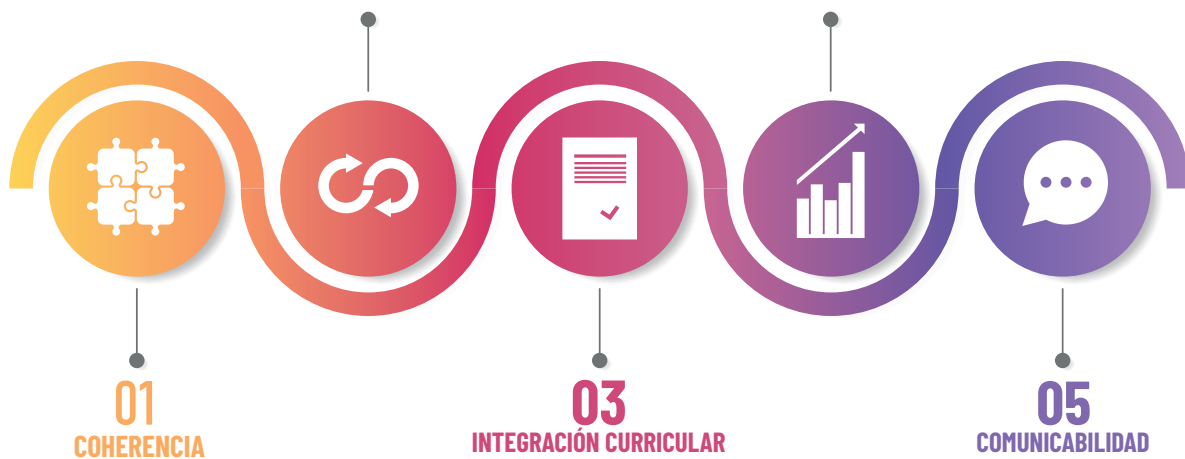 01
COHERENCIA
03
INTEGRACIÓN CURRICULAR
05
COMUNICABILIDAD